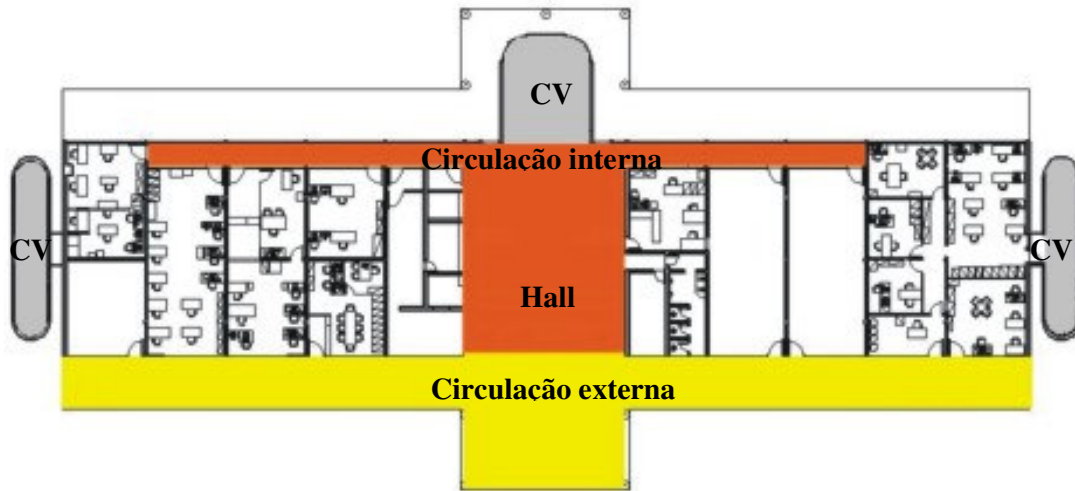 CV
Circulação interna
CV
CV
Hall
Circulação externa